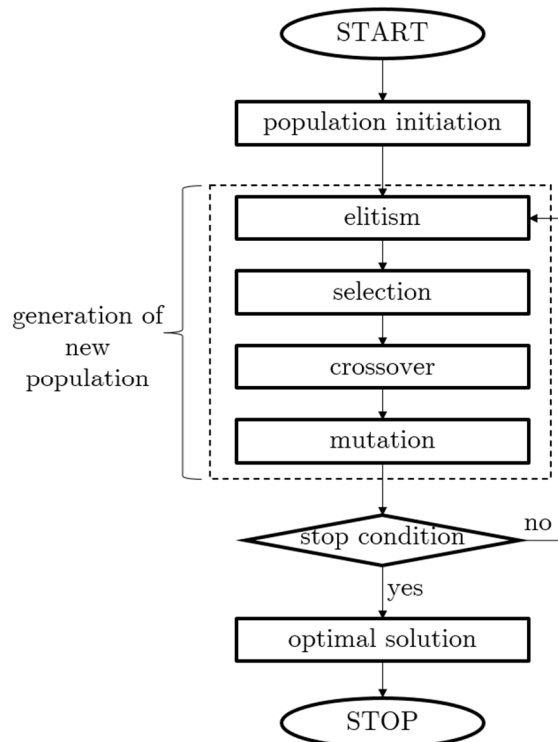 START
population initiation
elitism
selection
generation of
new
population
crossover
mutation
stop condition
no
yes
optimal solution
STOP